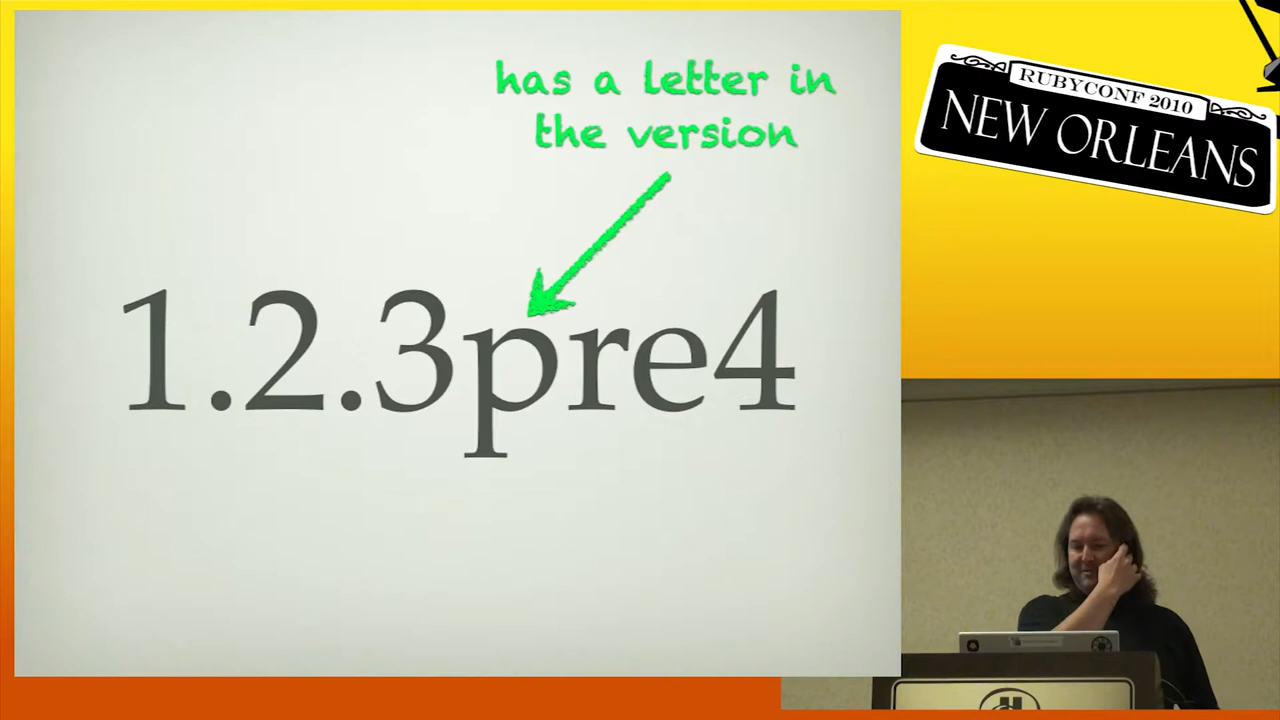 has a letter in
the version
1.2.3pre4
RUBYCONF 2010
NEW ORLEANS